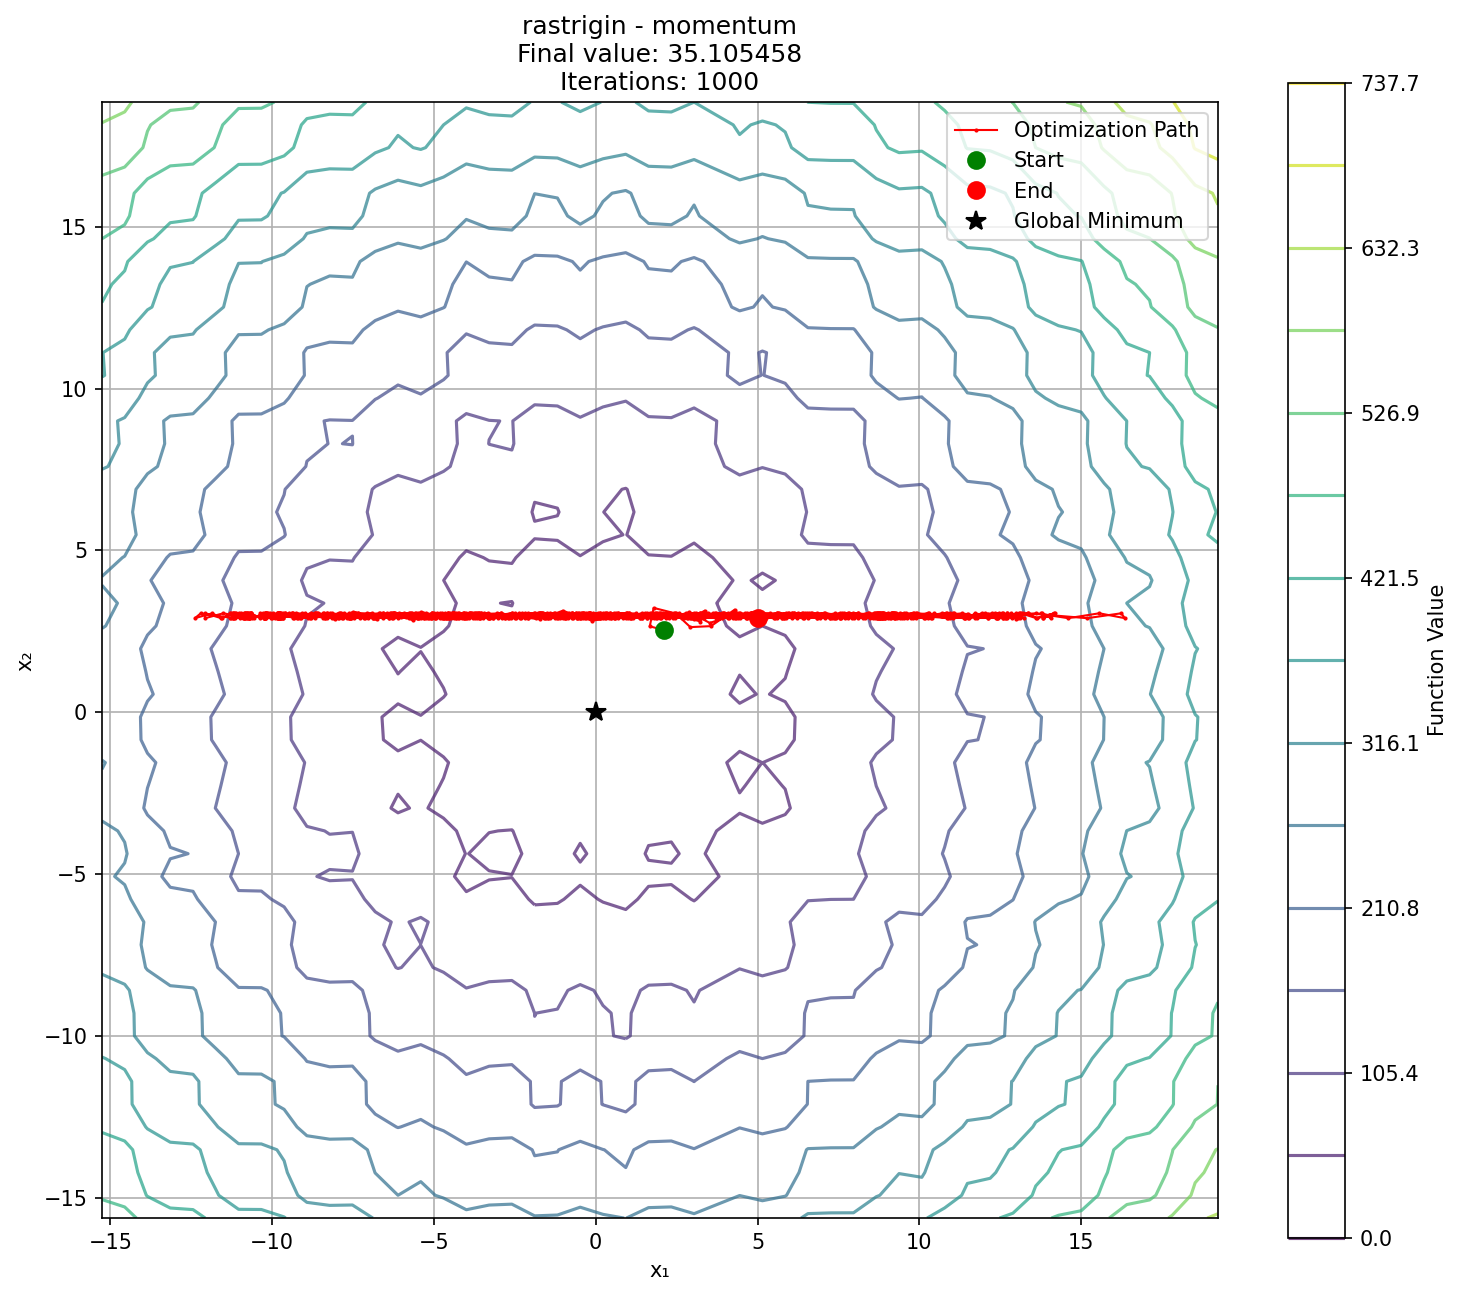 rastrigin - momentum
Final value: 35.105458
Iterations: 1000
Optimization Path
Start
End
Global Minimum
15
10
5
0
−5
−10
−15
x₂
−15
−10
−5
0
5
10
15
x₁
737.7
632.3
526.9
421.5
316.1
210.8
105.4
0.0
Function Value